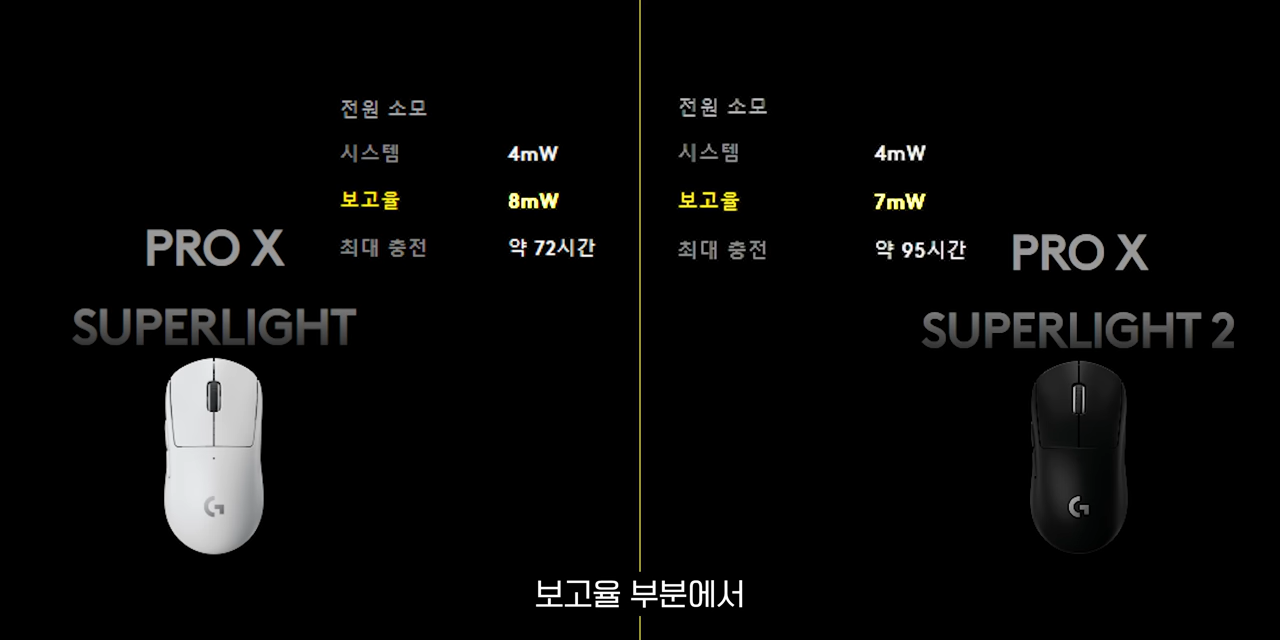 전원 소모
시스템 4mW
보고율 8mW
최대 충전 약 72시간
PRO X
SUPERLIGHT
전원 소모
시스템 4mW
보고율 7mW
최대 충전 약 95시간
PRO X
SUPERLIGHT 2
보고율 부분에서